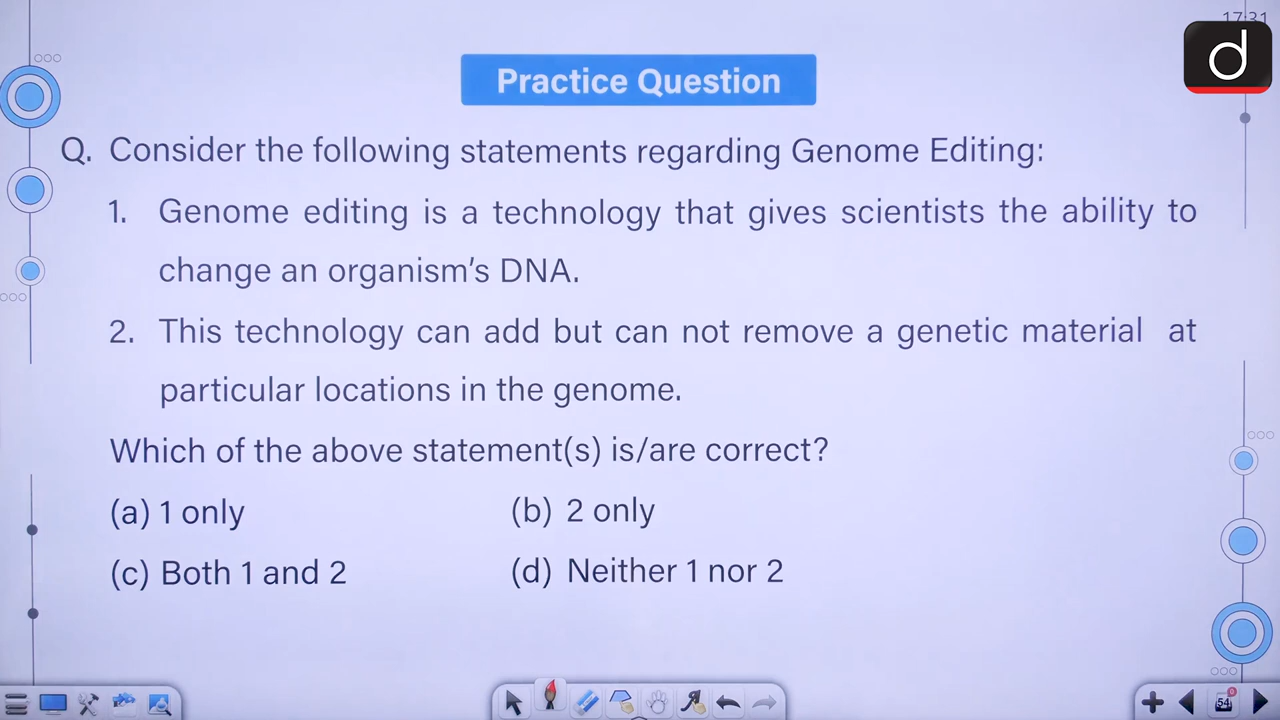 17:31
d
Practice Question
Q. Consider the following statements regarding Genome Editing:
1. Genome editing is a technology that gives scientists the ability to
change an organism's DNA.
2. This technology can add but can not remove a genetic material at
particular locations in the genome.
Which of the above statement(s) is/are correct?
(a) 1 only (b) 2 only
(c) Both 1 and 2 (d) Neither 1 nor 2
54